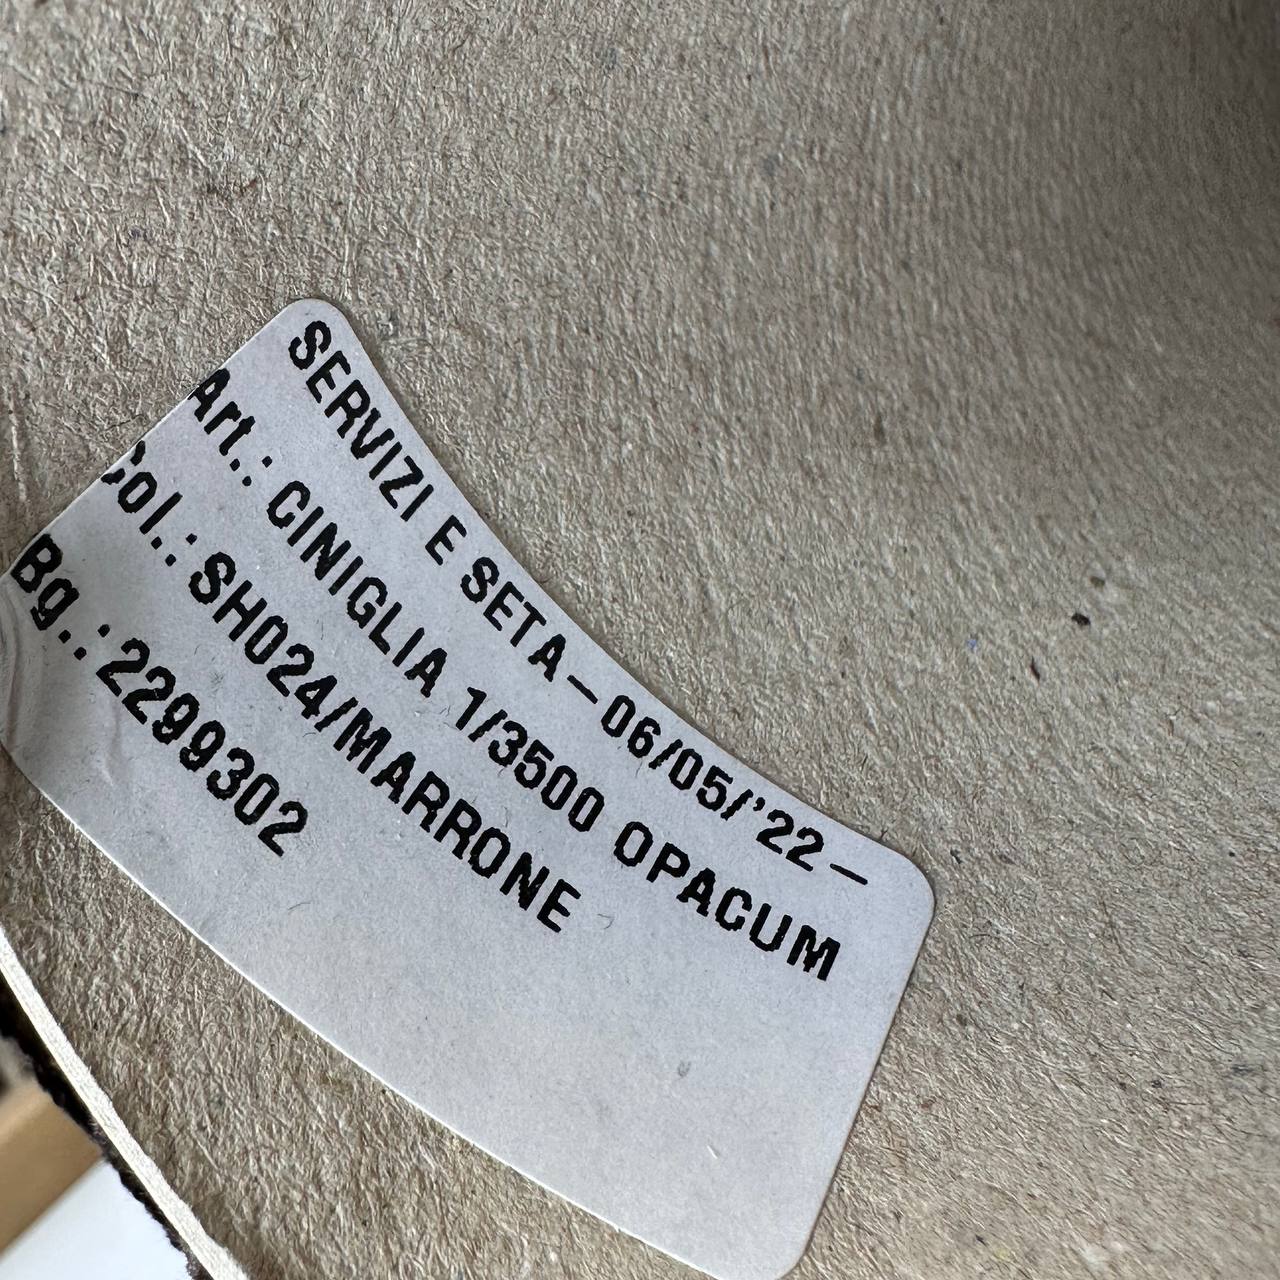 SERVIZI E SETA - 06/05/'22 -
Art.: CINIGLIA 1/3500 OPACUM
Col.: SH024/MARRONE
Bg.: 2299302